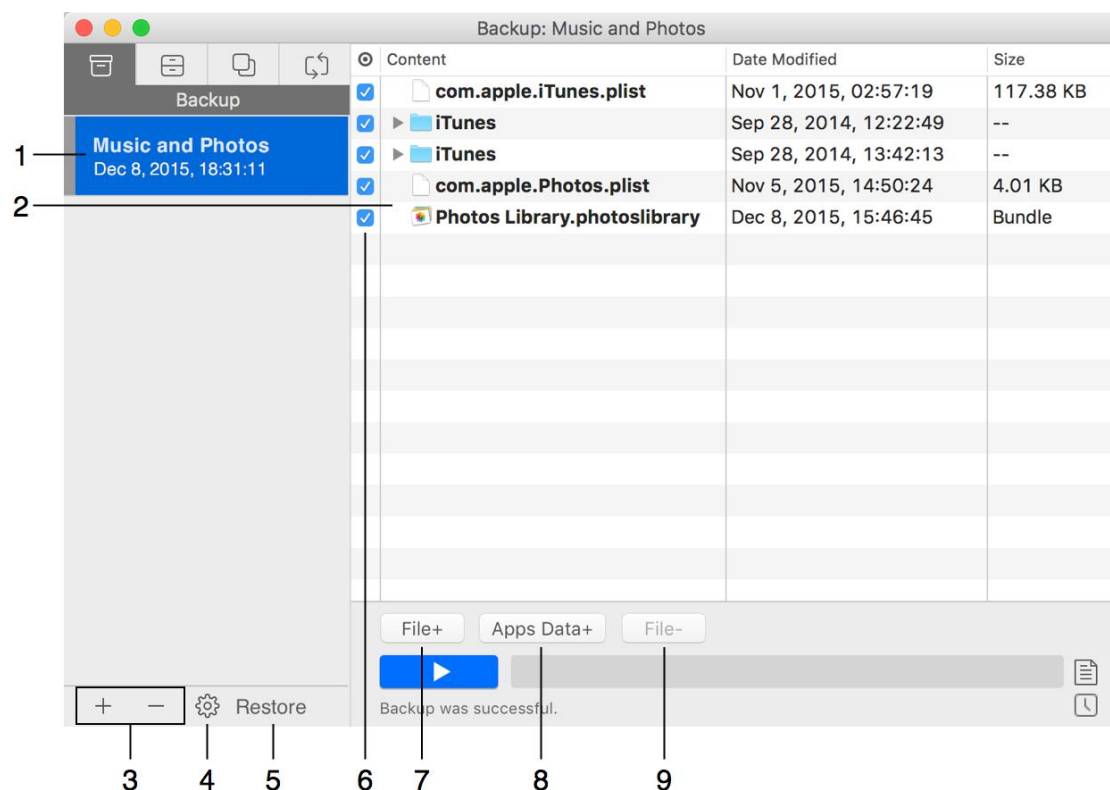 Backup: Music and Photos
Content Date Modified Size
Backup
com.apple.iTunes.plist Nov 1, 2015, 02:57:19 117.38 KB
iTunes Sep 28, 2014, 12:22:49 --
1 Music and Photos
Dec 8, 2015, 18:31:11
iTunes Sep 28, 2014, 13:42:13 --
com.apple.Photos.plist Nov 5, 2015, 14:50:24 4.01 KB
2
Photos Library.photoslibrary Dec 8, 2015, 15:46:45 Bundle
File+ Apps Data+ File-
+ − Restore
Backup was successful.
3 4 5 6 7 8 9